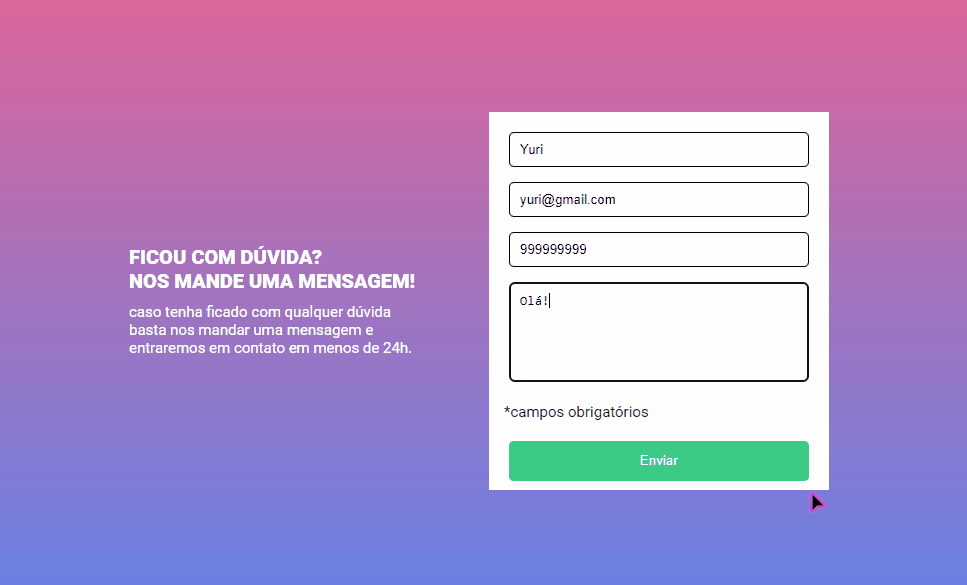 FICOU COM DÚVIDA?
NOS MANDE UMA MENSAGEM!
caso tenha ficado com qualquer dúvida
basta nos mandar uma mensagem e
entraremos em contato em menos de 24h.
Yuri
yuri@gmail.com
999999999
Olá!
*campos obrigatórios
Enviar